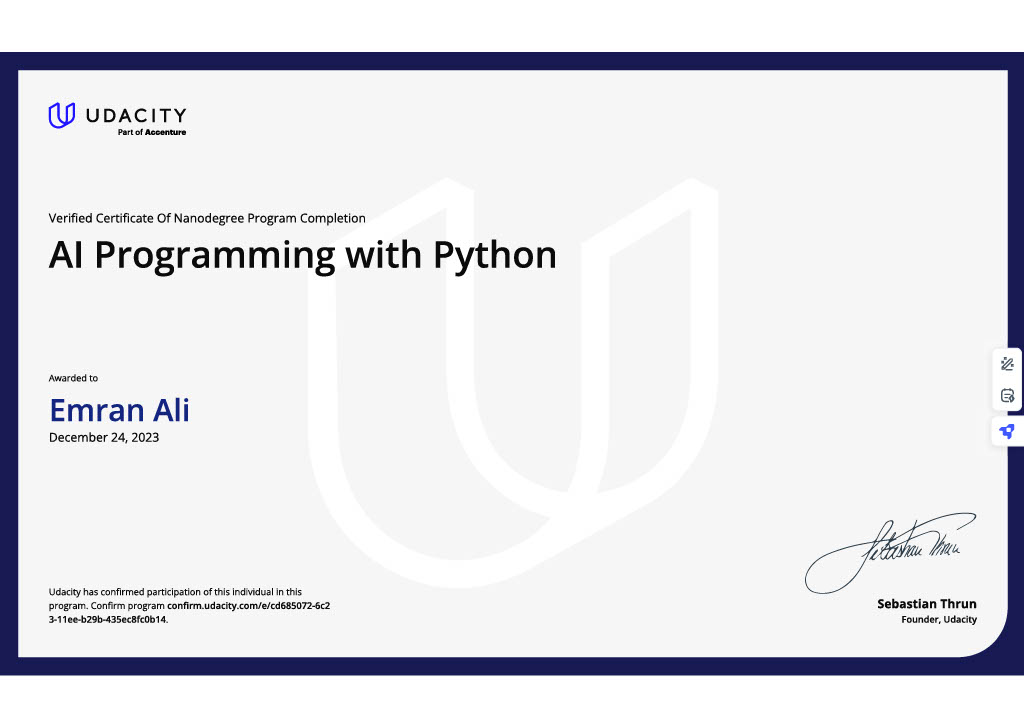 UDACITY
Part of Accenture
Verified Certificate Of Nanodegree Program Completion
AI Programming with Python
Awarded to
Emran Ali
December 24, 2023
Udacity has confirmed participation of this individual in this
program. Confirm program confirm.udacity.com/e/cd685072-6c2
3-11ee-b29b-435ec8fc0b14.
Sebastian Thrun
Sebastian Thrun
Founder, Udacity